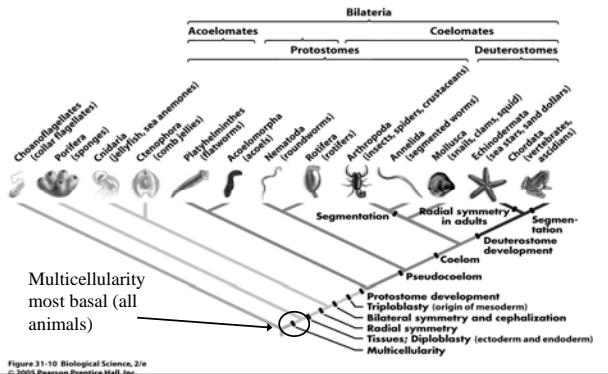 Bilateria
Acoelomates
Coelomates
Protostomes
Deuterostomes
Choanoflagellates
(collar flagellates)
Porifera
(sponges)
Cnidaria
(jellyfish, sea anemones)
Ctenophora
(comb jellies)
Platyhelminthes
(flatworms)
Acoelomorpha
(acoels)
Nematoda
(roundworms)
Rotifera
(rotifers)
Arthropoda
(insects, spiders, crustaceans)
Annelida
(segmented worms)
Mollusca
(snails, clams, squid)
Echinodermata
(sea stars, sand dollars)
Chordata
(vertebrates,
ascidians)
Segmentation
Radial symmetry
in adults
Segmen-
tation
Deuterostome
development
Coelom
Pseudocoelom
Protostome development
Triploblasty (origin of mesoderm)
Bilateral symmetry and cephalization
Radial symmetry
Tissues; Diploblasty (ectoderm and endoderm)
Multicellularity
Multicellularity
most basal (all
animals)
Figure 31-10 Biological Science, 2/e
© 2005 Pearson Prentice Hall, Inc.